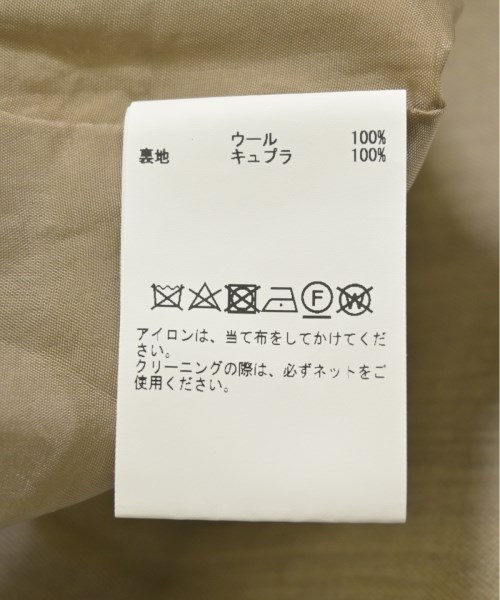 ウール 100%
裏地 キュプラ 100%
F W
アイロンは、当て布をしてかけてくだ
さい。
クリーニングの際は、必ずネットをご
使用ください。